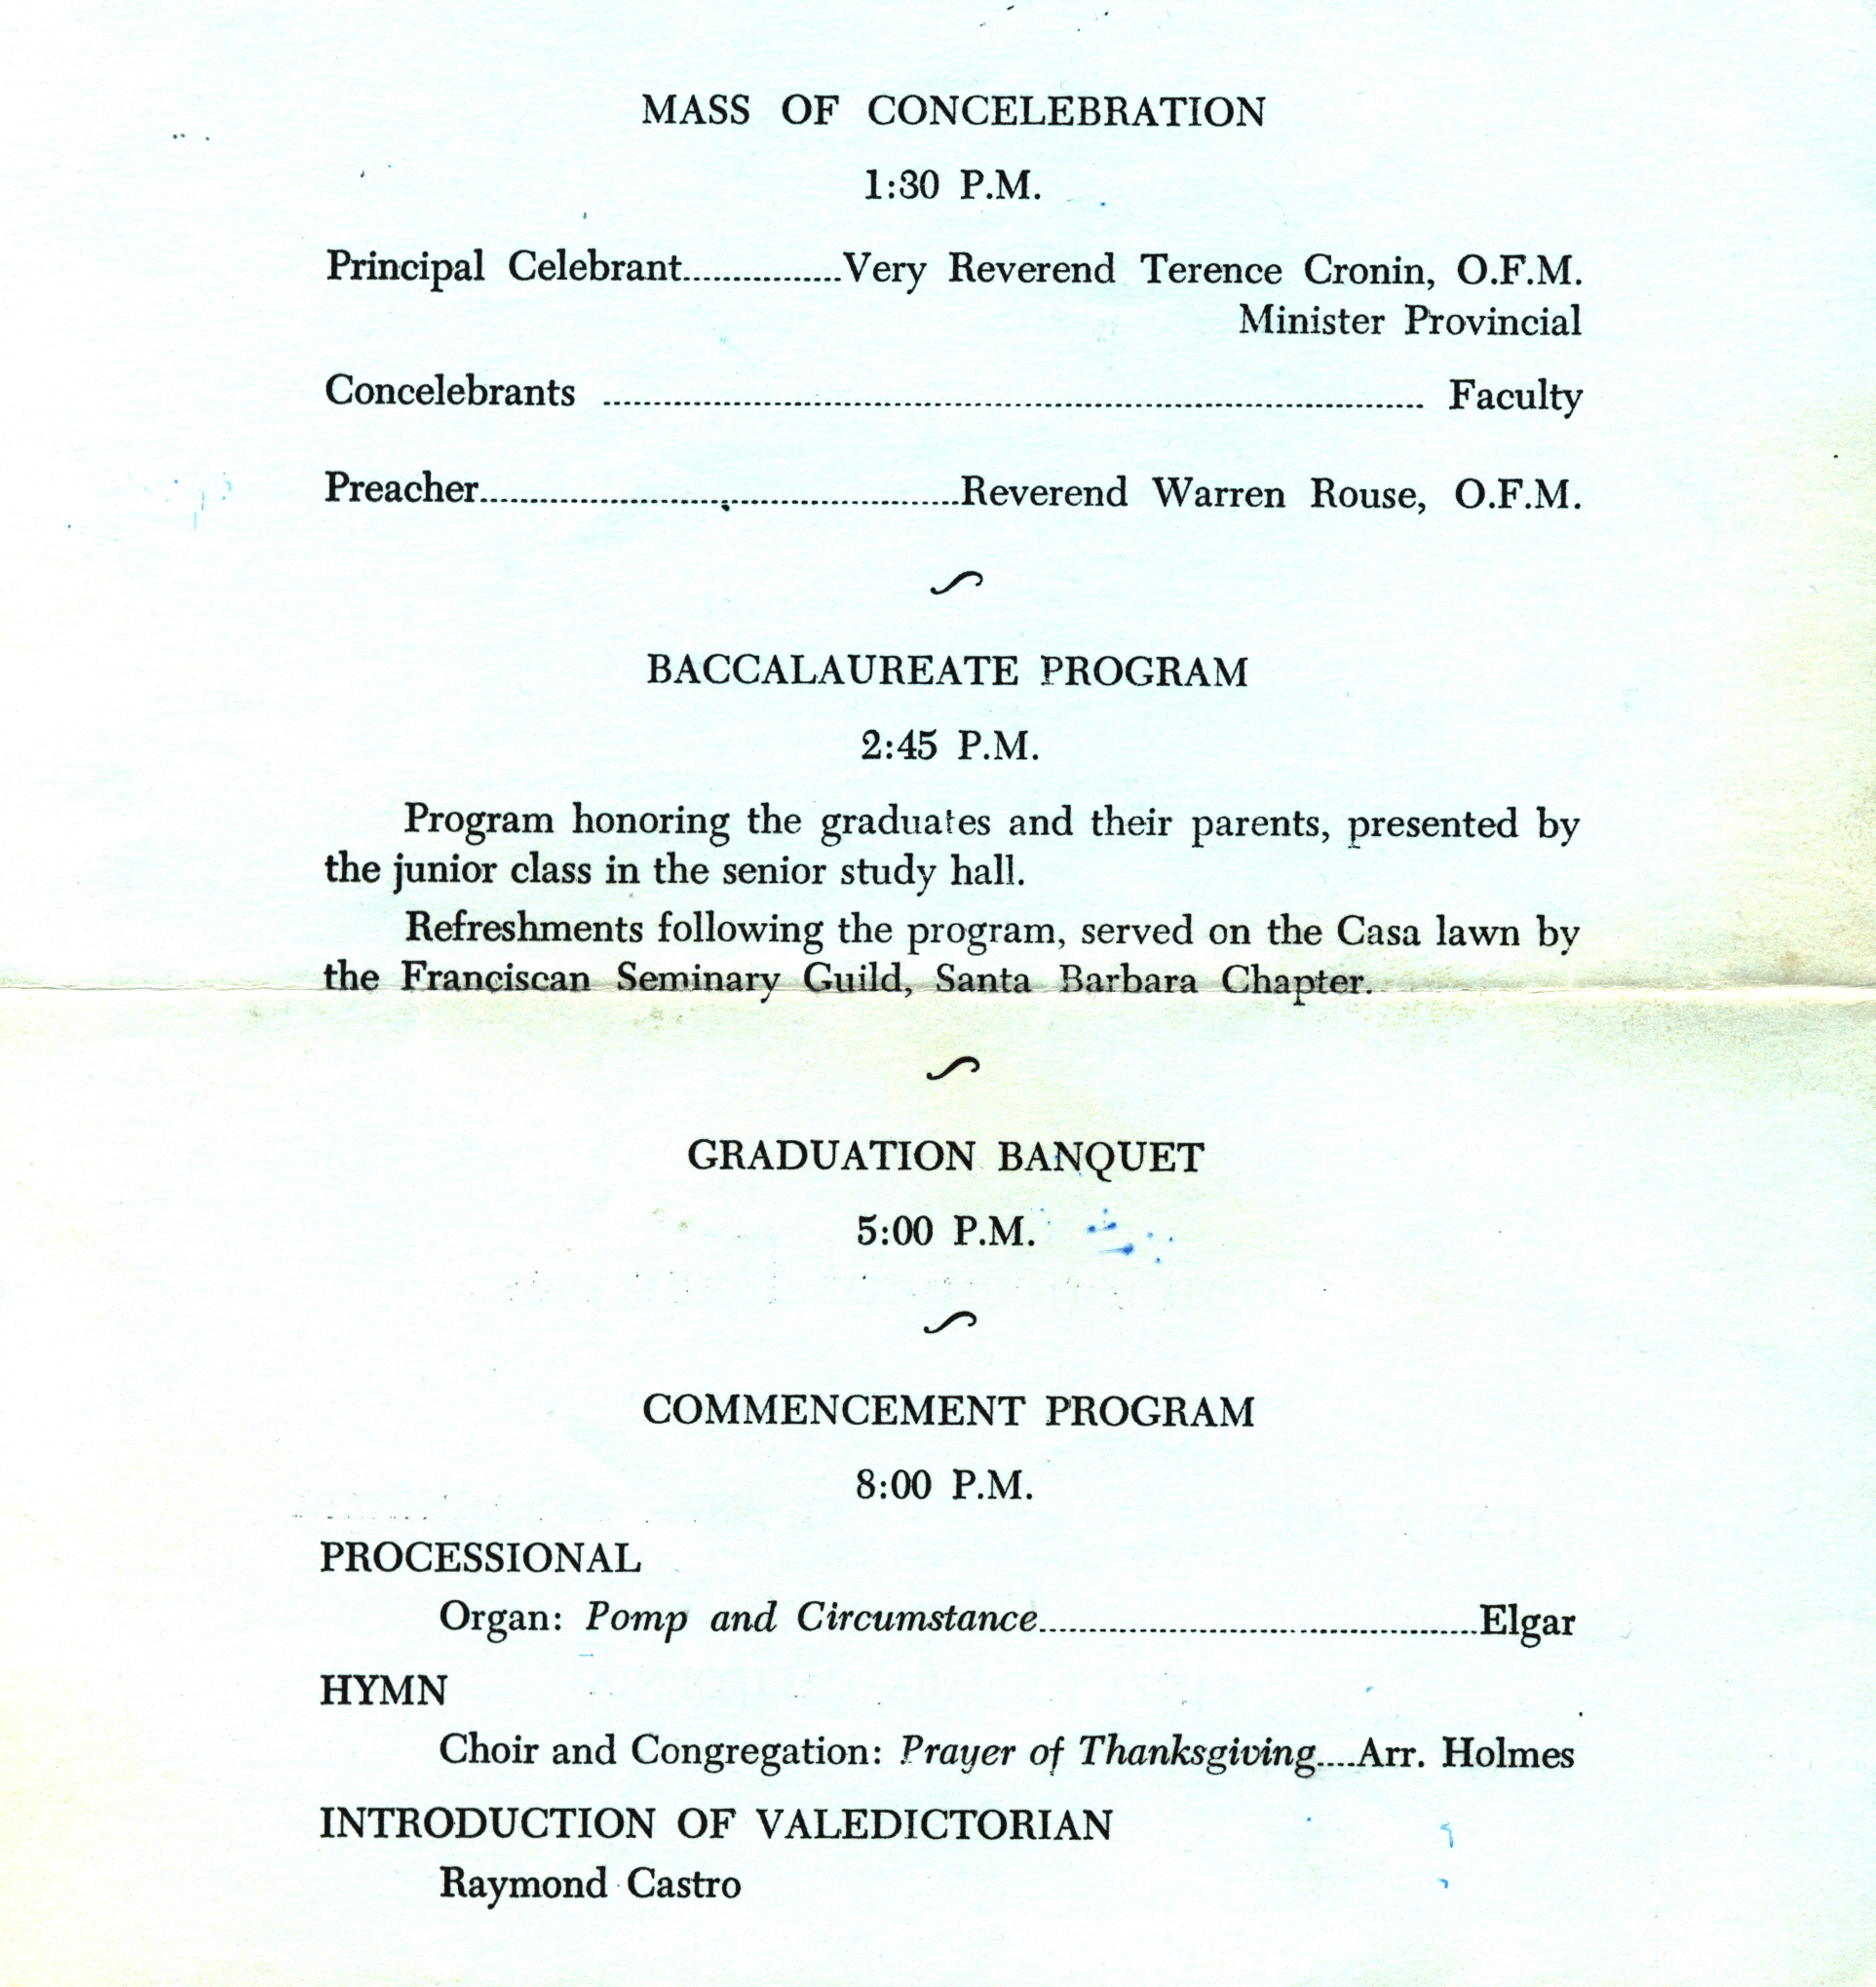 MASS OF CONCELEBRATION
1:30 P.M.
Principal Celebrant...............Very Reverend Terence Cronin, O.F.M.
Minister Provincial
Concelebrants ............................................................ Faculty
Preacher..................................................Reverend Warren Rouse, O.F.M.
BACCALAUREATE PROGRAM
2:45 P.M.
Program honoring the graduates and their parents, presented by
the junior class in the senior study hall.
Refreshments following the program, served on the Casa lawn by
the Franciscan Seminary Guild, Santa Barbara Chapter.
GRADUATION BANQUET
5:00 P.M.
COMMENCEMENT PROGRAM
8:00 P.M.
PROCESSIONAL
Organ: Pomp and Circumstance.............................................Elgar
HYMN
Choir and Congregation: Prayer of Thanksgiving....Arr. Holmes
INTRODUCTION OF VALEDICTORIAN
Raymond Castro